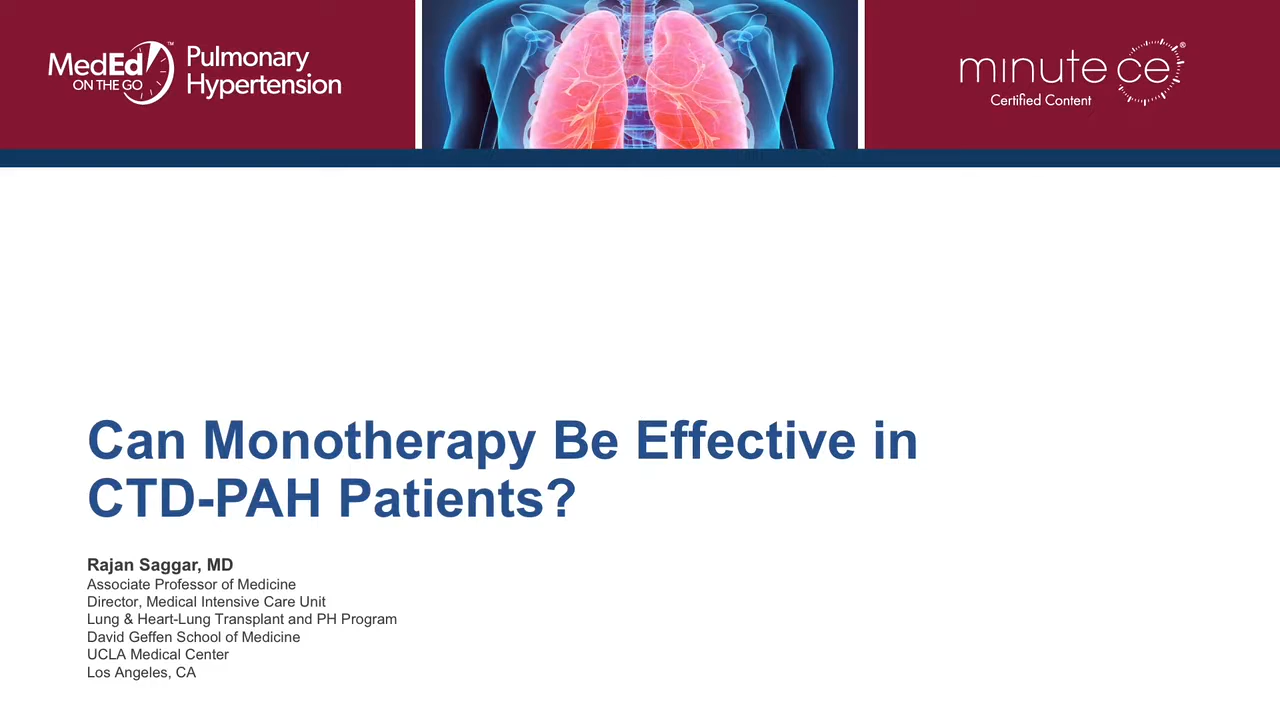 MedEd™
ON THE GO
Pulmonary
Hypertension
minute ce®
Certified Content
Can Monotherapy Be Effective in
CTD-PAH Patients?
Rajan Saggar, MD
Associate Professor of Medicine
Director, Medical Intensive Care Unit
Lung & Heart-Lung Transplant and PH Program
David Geffen School of Medicine
UCLA Medical Center
Los Angeles, CA